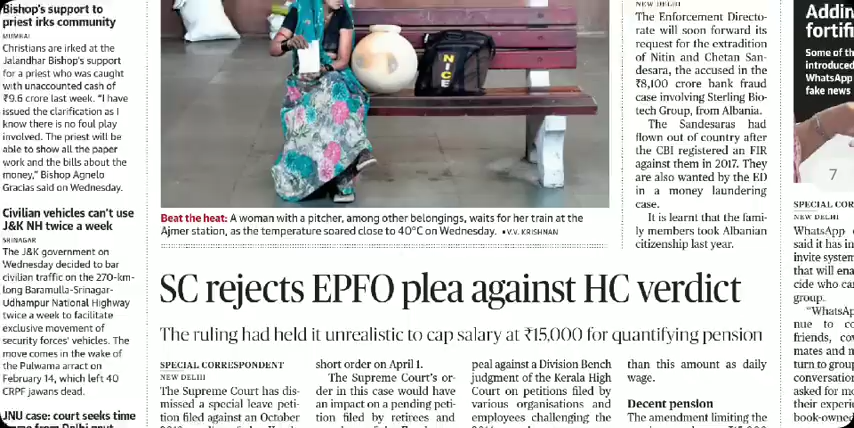 Bishop's support to
priest irks community
MUMBAI
Christians are irked at the
Jalandhar Bishop's support
for a priest who was caught
with unaccounted cash of
₹9.6 crore last week. "I have
issued the clarification as I
know there is no foul play
involved. The priest will be
able to show all the paper
work and the bills about the
money," Bishop Agnelo
Gracias said on Wednesday.
Civilian vehicles can't use
J&K NH twice a week
SRINAGAR
The J&K government on
Wednesday decided to bar
civilian traffic on the 270-km-
long Baramulla-Srinagar-
Udhampur National Highway
twice a week to facilitate
exclusive movement of
security forces' vehicles. The
move comes in the wake of
the Pulwama arract on
February 14, which left 40
CRPF jawans dead.
JNU case: court seeks time
NICE
Beat the heat: A woman with a pitcher, among other belongings, waits for her train at the
Ajmer station, as the temperature soared close to 40°C on Wednesday. •V.V. KRISHNAN
NEW DELHI
The Enforcement Directo-
rate will soon forward its
request for the extradition
of Nitin and Chetan San-
desara, the accused in the
₹8,100 crore bank fraud
case involving Sterling Bio-
tech Group, from Albania.
The Sandesaras had
flown out of country after
the CBI registered an FIR
against them in 2017. They
are also wanted by the ED
in a money laundering
case.
It is learnt that the fami-
ly members took Albanian
citizenship last year.
SC rejects EPFO plea against HC verdict
The ruling had held it unrealistic to cap salary at ₹15,000 for quantifying pension
SPECIAL CORRESPONDENT
NEW DELHI
The Supreme Court has dis-
missed a special leave peti-
tion filed against an October
short order on April 1.
The Supreme Court's or-
der in this case would have
an impact on a pending peti-
tion filed by retirees and
peal against a Division Bench
judgment of the Kerala High
Court on petitions filed by
various organisations and
employees challenging the
than this amount as daily
wage.
Decent pension
The amendment limiting the
Addin
fortifi
Some of th
introduced
WhatsApp
fake news
7
SPECIAL COR
NEW DELHI
WhatsApp
said it has in
invite system
that will ena
cide who ca
group.
"WhatsAp
nue to co
friends, cov
mates and m
turn to group
conversation
asked for mo
their experie
book-owned